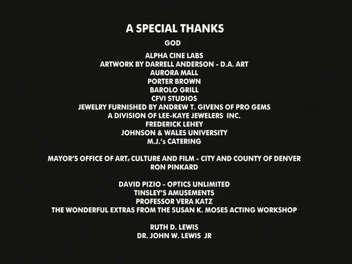 A SPECIAL THANKS
GOD
ALPHA CINE LABS
ARTWORK BY DARRELL ANDERSON - D.A. ART
AURORA MALL
PORTER BROWN
BAROLO GRILL
CFVI STUDIOS
JEWELRY FURNISHED BY ANDREW T. GIVENS OF PRO GEMS
A DIVISION OF LEE-KAYE JEWELERS INC.
FREDERICK LEHEY
JOHNSON & WALES UNIVERSITY
M.J.'s CATERING
MAYOR'S OFFICE OF ART, CULTURE AND FILM - CITY AND COUNTY OF DENVER
RON PINKARD
DAVID PIZIO - OPTICS UNLIMITED
TINSLEY'S AMUSEMENTS
PROFESSOR VERA KATZ
THE WONDERFUL EXTRAS FROM THE SUSAN K. MOSES ACTING WORKSHOP
RUTH D. LEWIS
DR. JOHN W. LEWIS JR